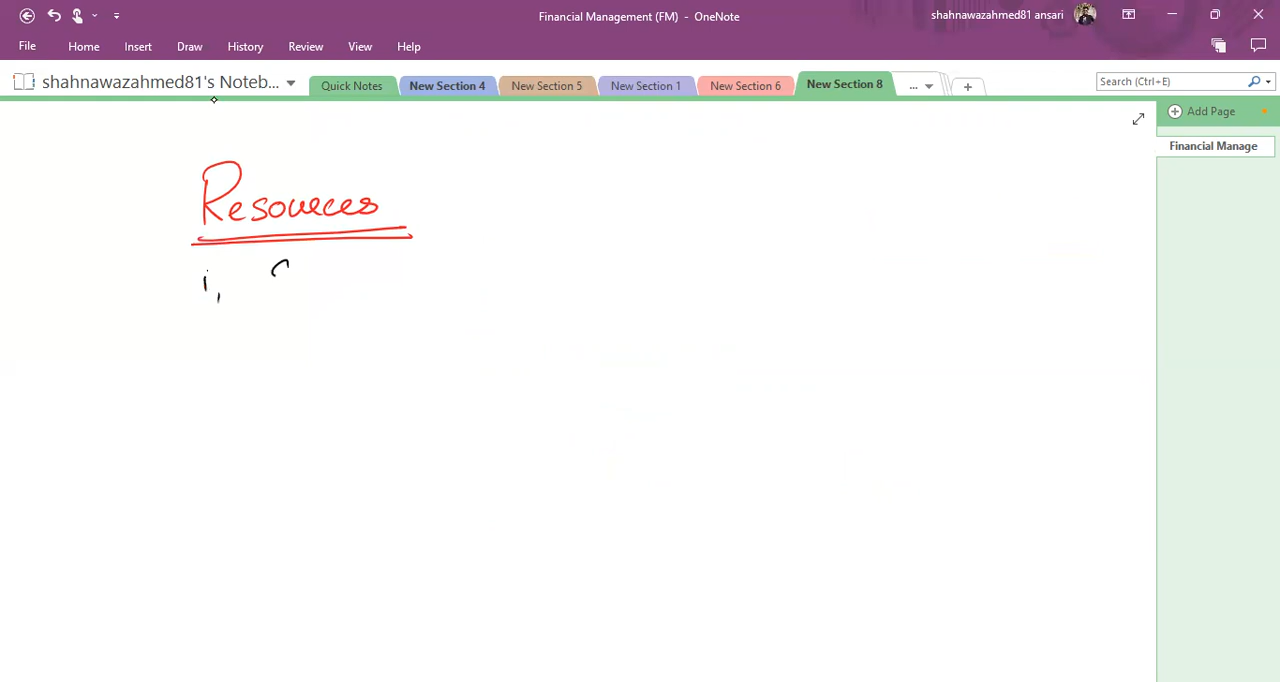 Financial Management (FM) - OneNote
shahnawazahmed81 ansari
File Home Insert Draw History Review View Help
shahnawazahmed81's Noteb... Quick Notes New Section 4 New Section 5 New Section 1 New Section 6 New Section 8 ... + Search (Ctrl+E)
Add Page
Financial Manage
Resources
i,